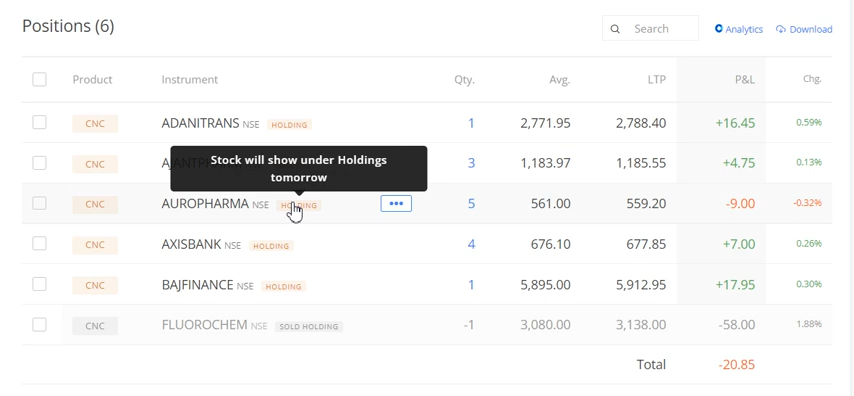 Positions (6)
Search Analytics Download
Product Instrument Qty. Avg. LTP P&L Chg.
CNC ADANITRANS NSE HOLDING 1 2,771.95 2,788.40 +16.45 0.59%
Stock will show under Holdings
tomorrow
CNC 3 1,183.97 1,185.55 +4.75 0.13%
CNC AUROPHARMA NSE HOLDING ••• 5 561.00 559.20 -9.00 -0.32%
CNC AXISBANK NSE HOLDING 4 676.10 677.85 +7.00 0.26%
CNC BAJFINANCE NSE HOLDING 1 5,895.00 5,912.95 +17.95 0.30%
CNC FLUOROCHEM NSE SOLD HOLDING -1 3,080.00 3,138.00 -58.00 1.88%
Total -20.85